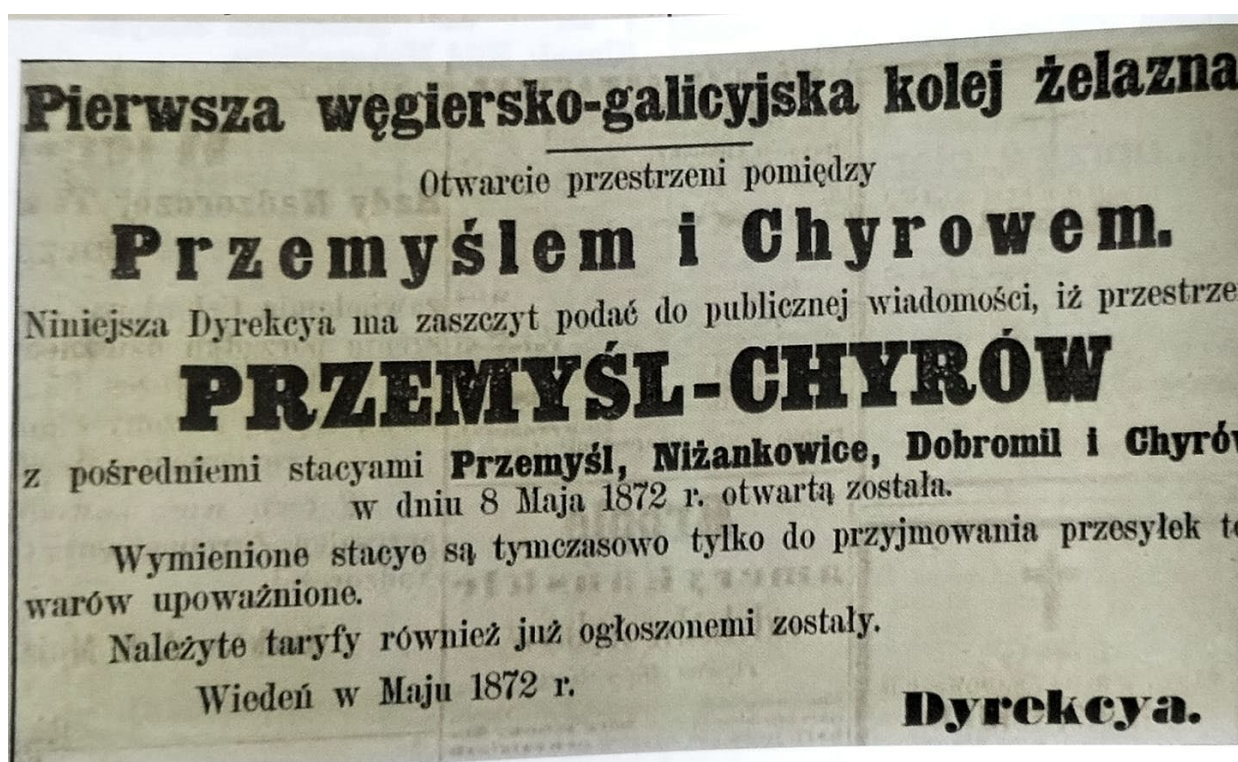 Pierwsza węgiersko-galicyjska kolej żelazna
Otwarcie przestrzeni pomiędzy
Przemyślem i Chyrowem.
Niniejsza Dyrekcya ma zaszczyt podać do publicznej wiadomości, iż przestrze
PRZEMYŚL-CHYRÓW
z pośredniemi stacyami Przemyśl, Niżankowice, Dobromil i Chyrów
w dniu 8 Maja 1872 r. otwartą została.
Wymienione stacye są tymczasowo tylko do przyjmowania przesyłek to
warów upoważnione.
Należyte taryfy również już ogłoszonemi zostały.
Wiedeń w Maju 1872 r.
Dyrekcya.